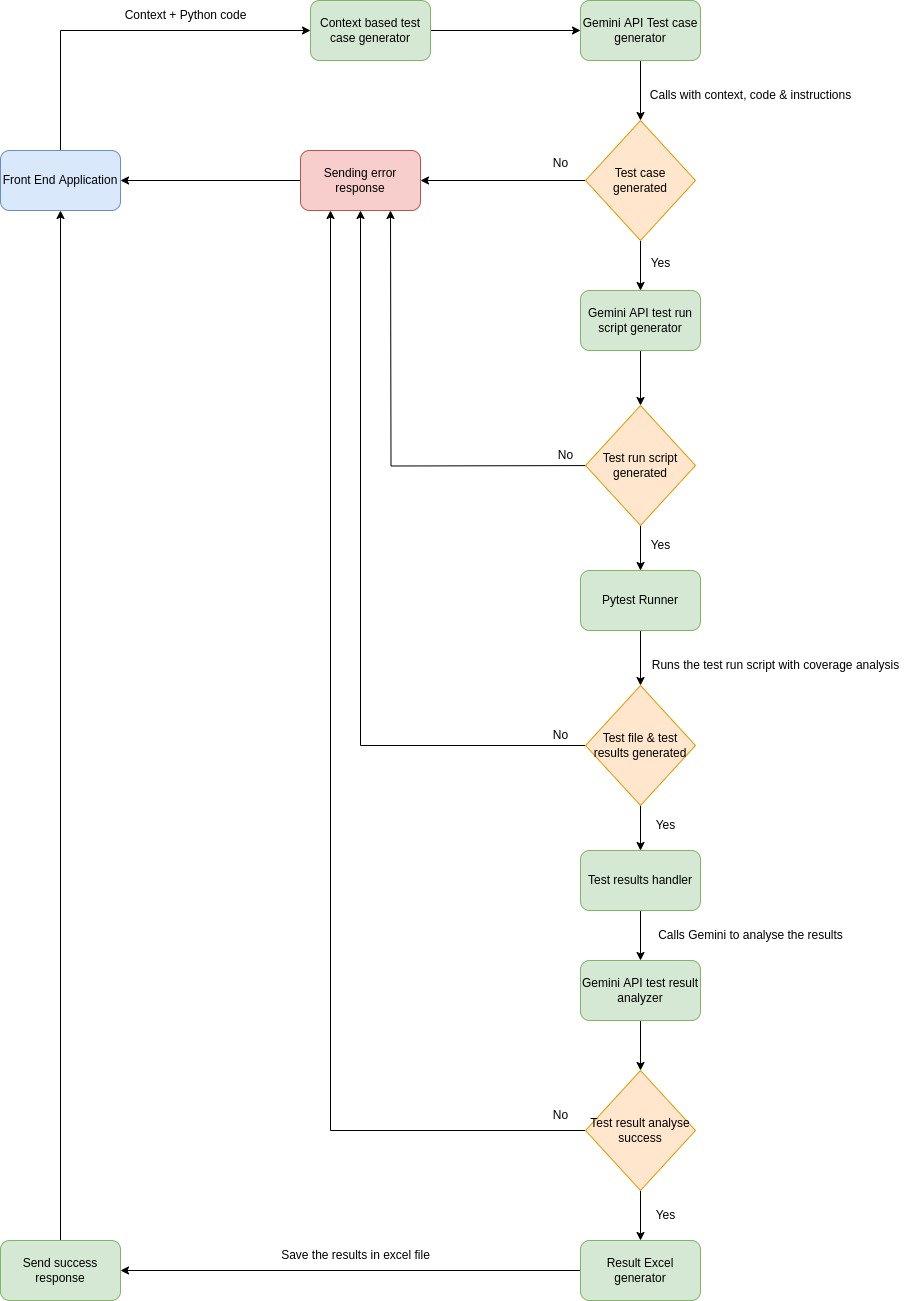 Context + Python code
Context based test
case generator
Gemini API Test case
generator
Calls with context, code & instructions
Front End Application
Sending error
response
No
Test case
generated
Yes
Gemini API test run
script generator
No
Test run script
generated
Yes
Pytest Runner
Runs the test run script with coverage analysis
No
Test file & test
results generated
Yes
Test results handler
Calls Gemini to analyse the results
Gemini API test result
analyzer
No
Test result analyse
success
Yes
Send success
response
Save the results in excel file
Result Excel
generator